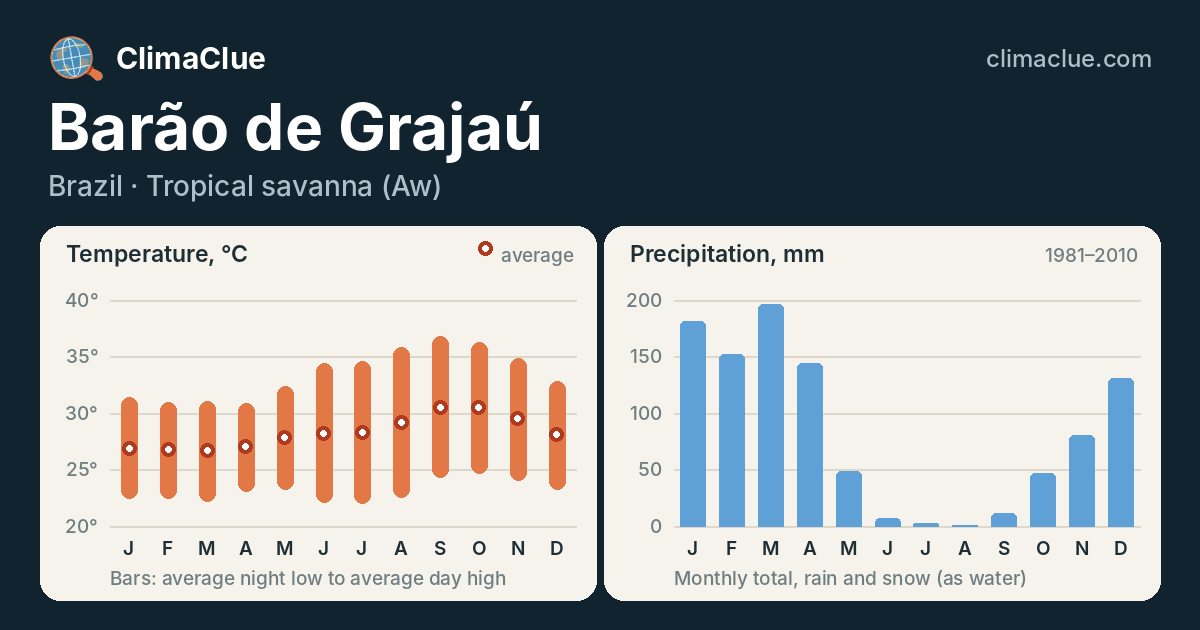 ClimaClue
climaclue.com
Barão de Grajaú
Brazil · Tropical savanna (Aw)
Temperature, °C
average
40°
35°
30°
25°
20°
J F M A M J J A S O N D
Bars: average night low to average day high
Precipitation, mm
1981–2010
200
150
100
50
0
J F M A M J J A S O N D
Monthly total, rain and snow (as water)